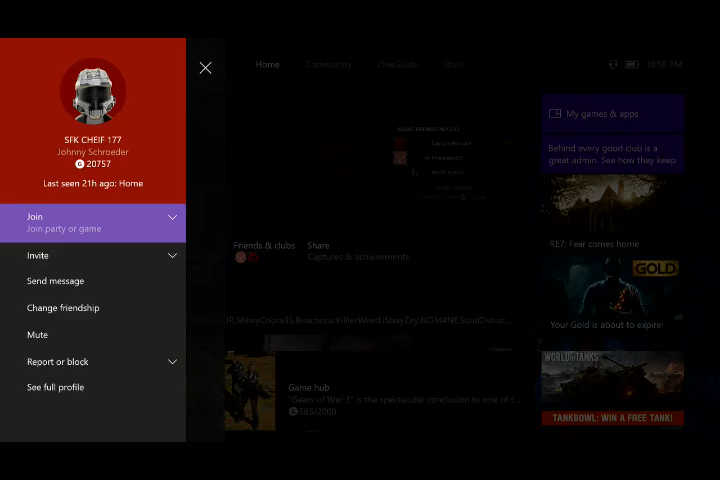 SFK CHEIF 177
Johnny Schroeder
G 20757
Last seen 21h ago: Home
Join
Join party or game
Invite
Send message
Change friendship
Mute
Report or block
See full profile
Home
Community
OneGuide
Store
10:58 PM
Friends & clubs
Share
Captures & achievements
Game hub
"Gears of War 3" is the spectacular conclusion to one of t...
G 585/2000
My games & apps
Behind every good club is a
great admin. See how they keep
RE7: Fear comes home
GOLD
Your Gold is about to expire!
WORLD OF TANKS
TANKBOWL: WIN A FREE TANK!